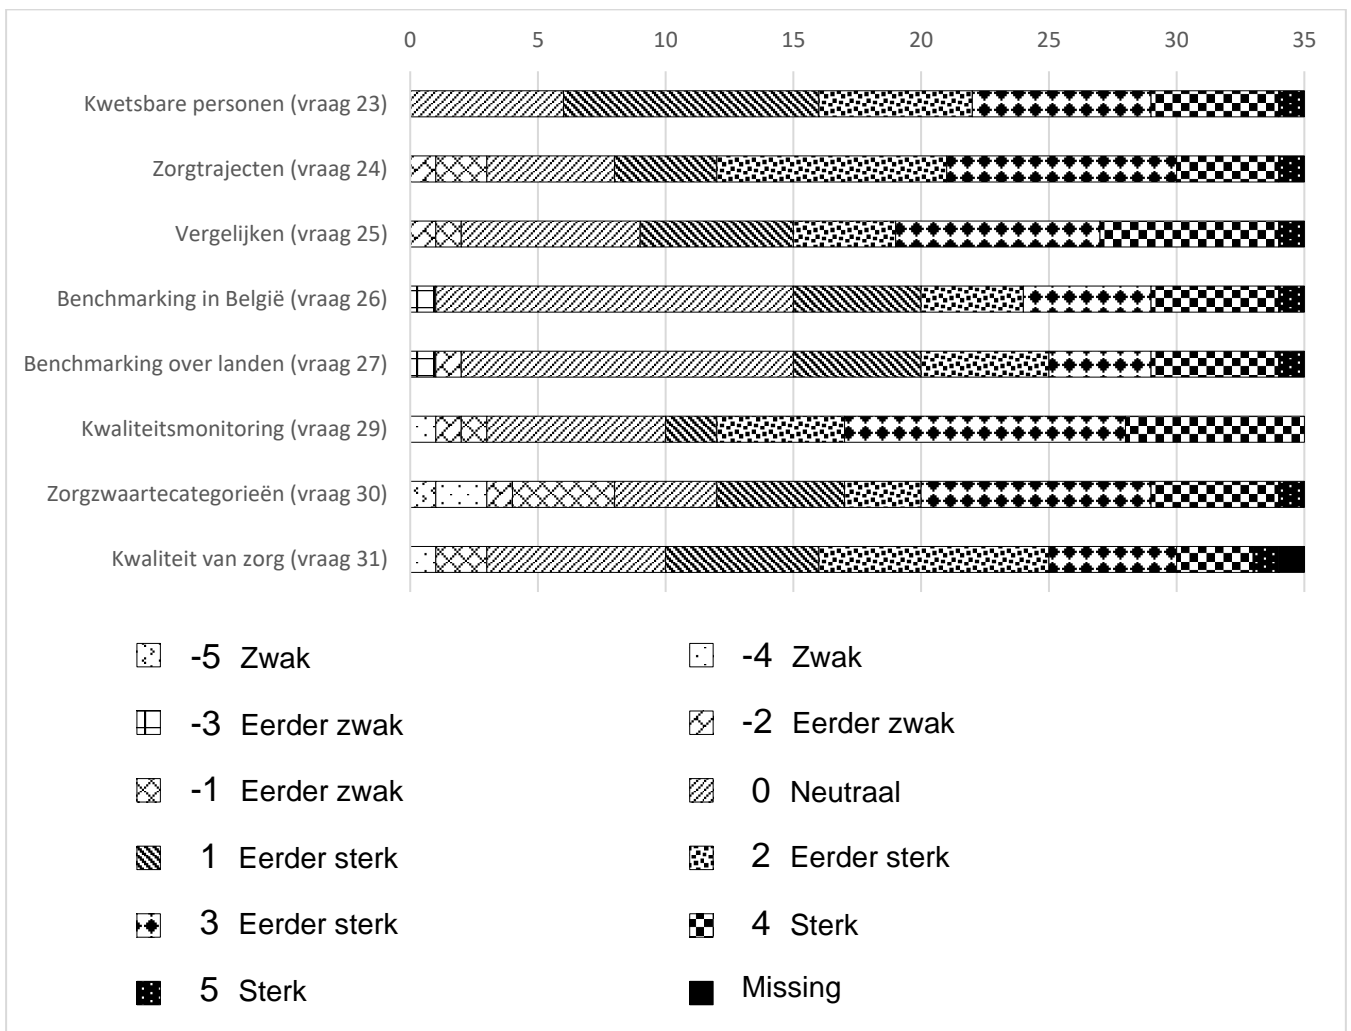 0 5 10 15 20 25 30 35
Kwetsbare personen (vraag 23)
Zorgtrajecten (vraag 24)
Vergelijken (vraag 25)
Benchmarking in België (vraag 26)
Benchmarking over landen (vraag 27)
Kwaliteitsmonitoring (vraag 29)
Zorgzwaartecategorieën (vraag 30)
Kwaliteit van zorg (vraag 31)
-5 Zwak -4 Zwak
-3 Eerder zwak -2 Eerder zwak
-1 Eerder zwak 0 Neutraal
1 Eerder sterk 2 Eerder sterk
3 Eerder sterk 4 Sterk
5 Sterk Missing